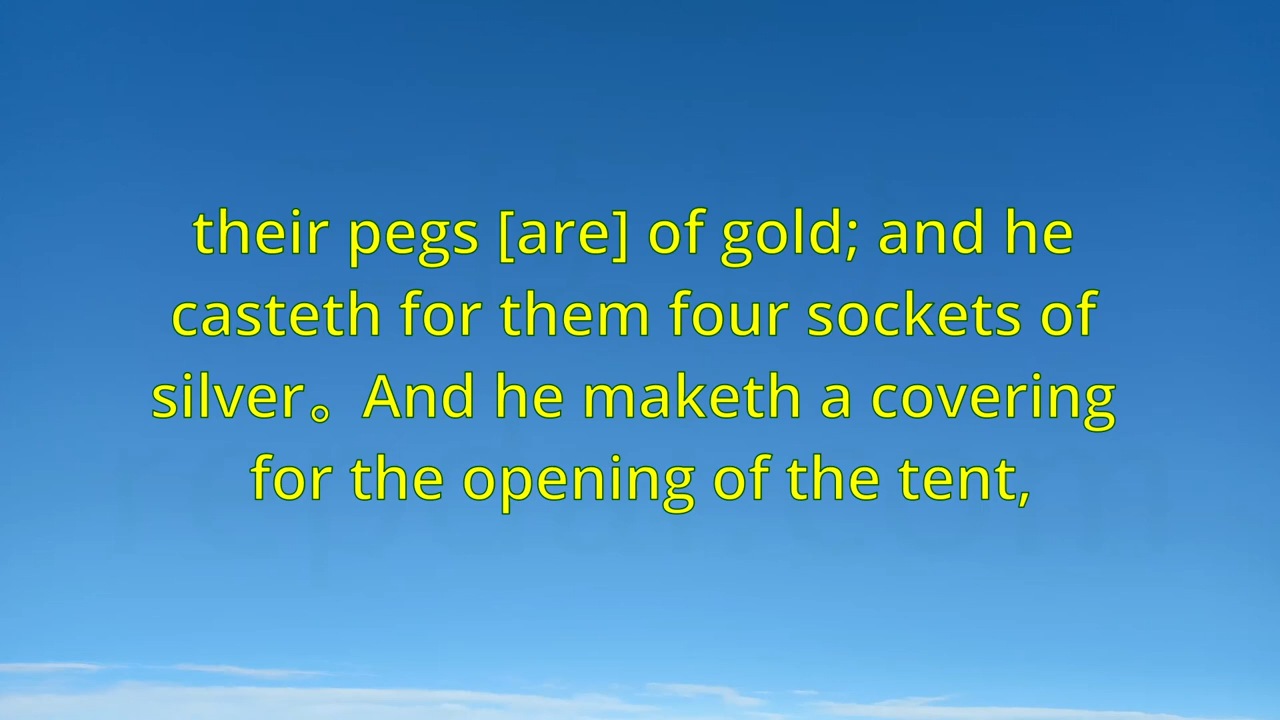 their pegs [are] of gold; and he
casteth for them four sockets of
silver。 And he maketh a covering
for the opening of the tent,